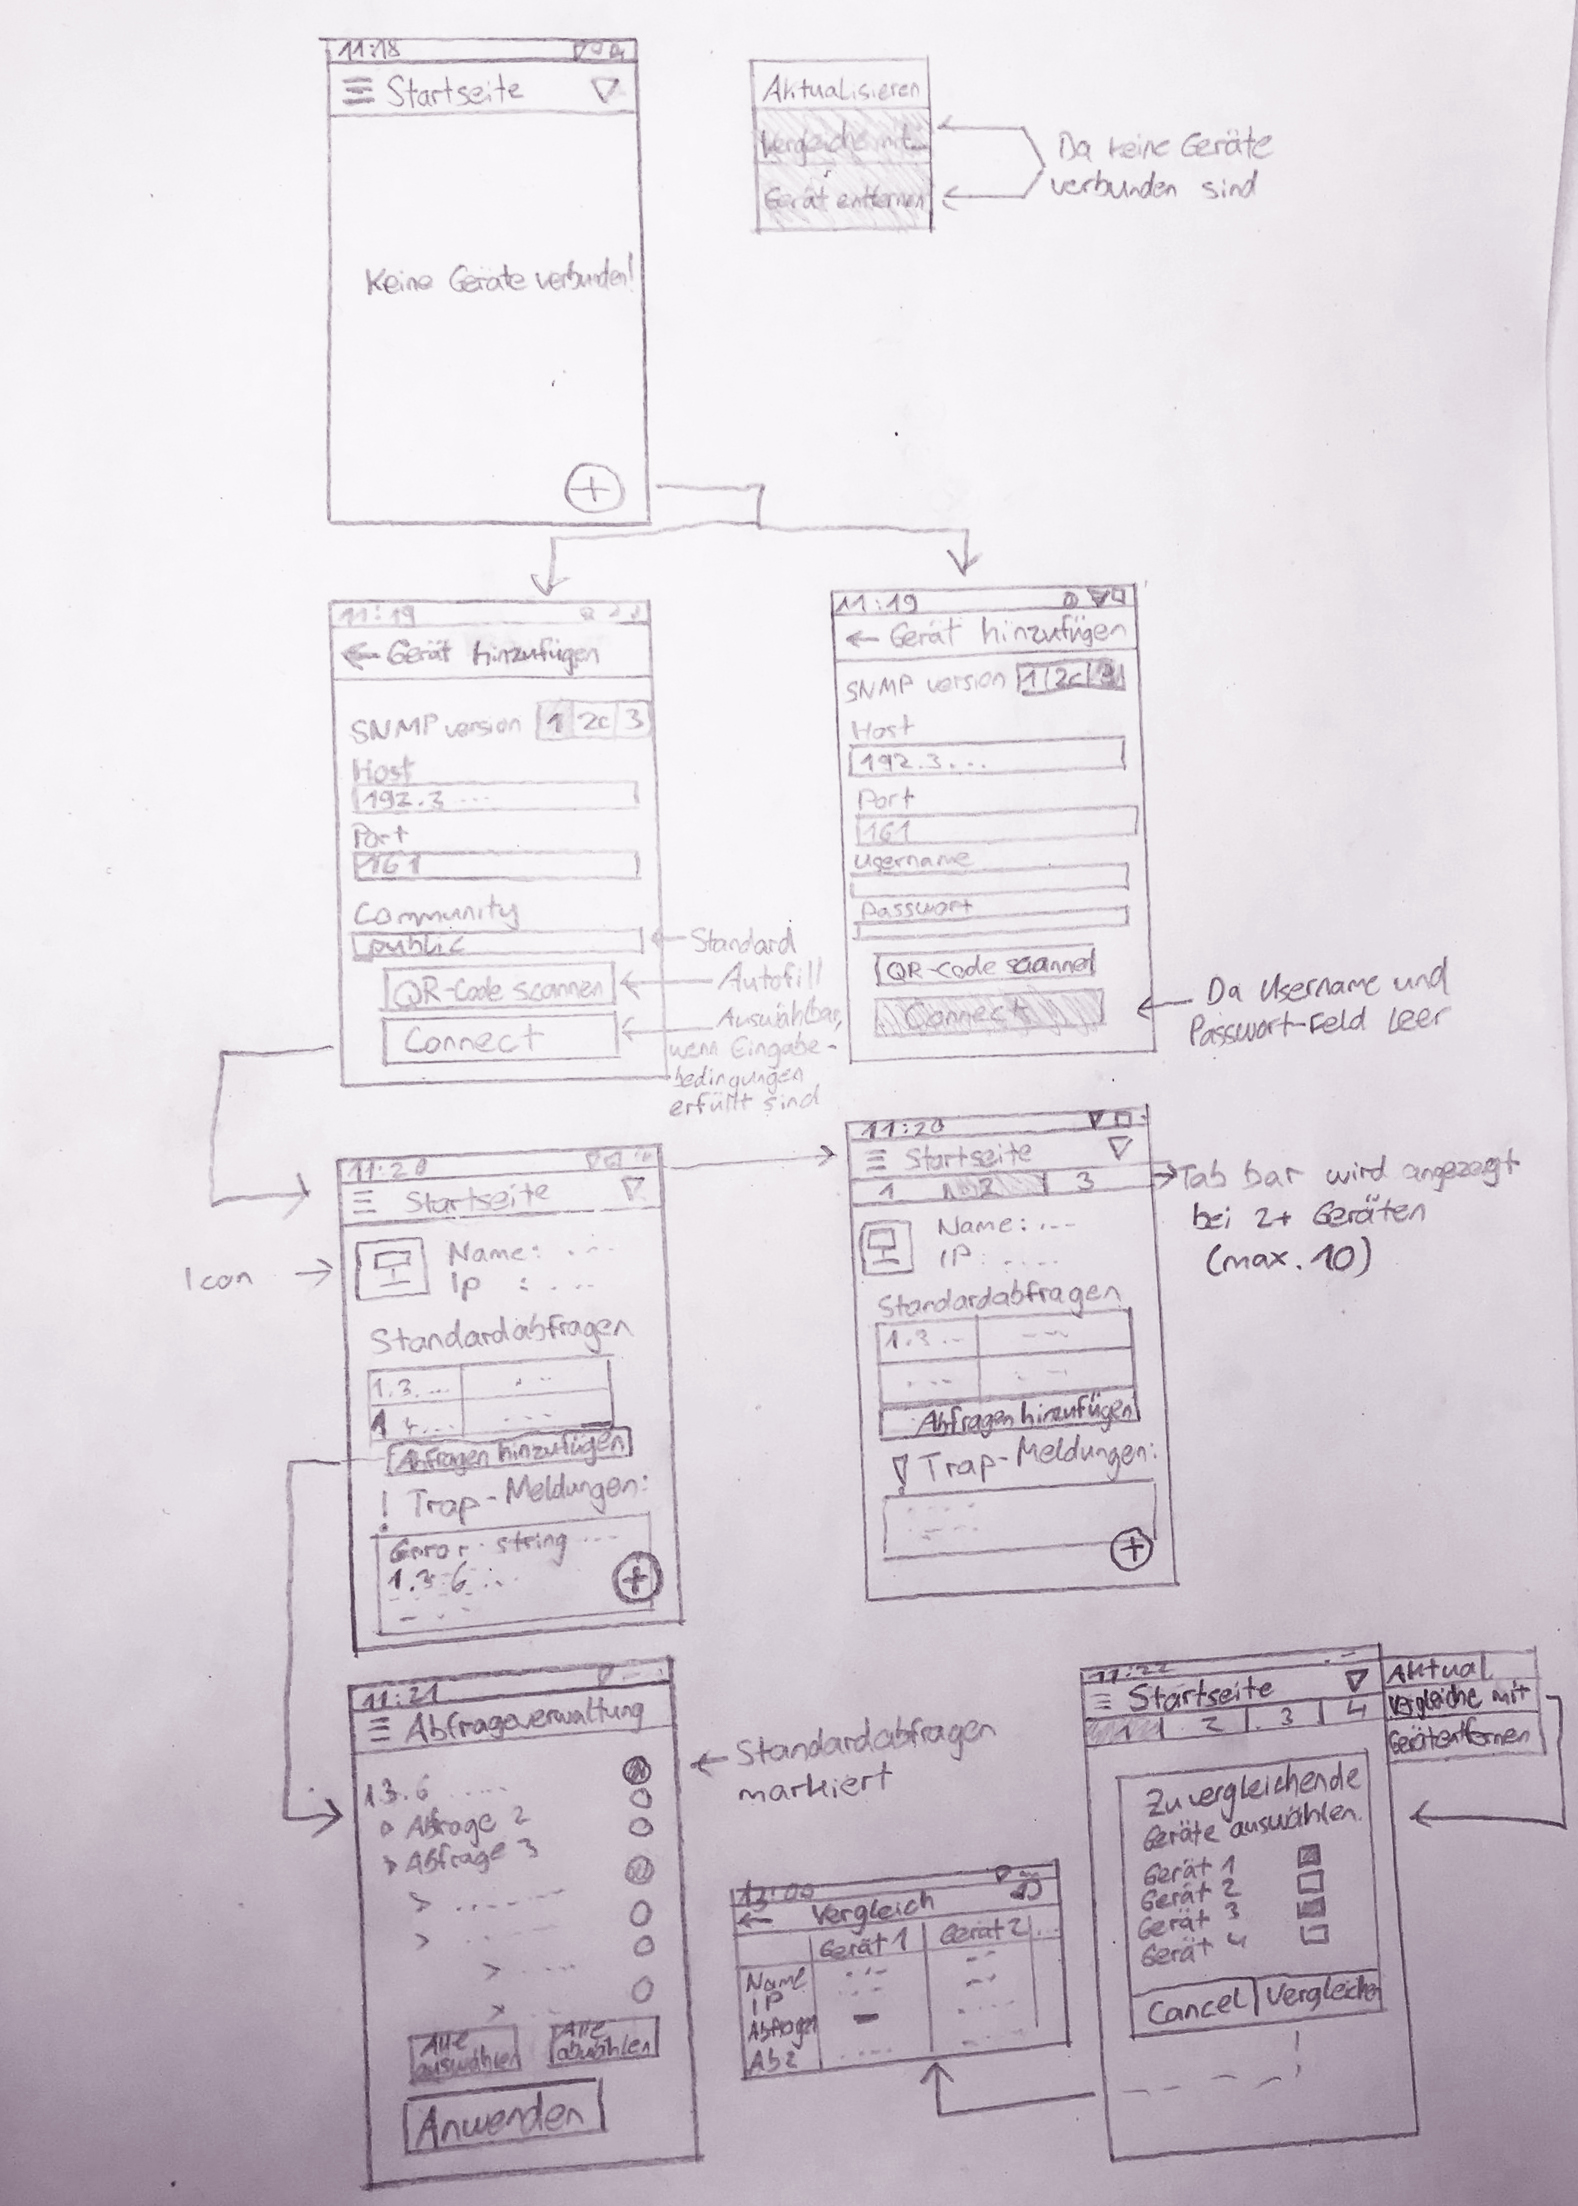 11:18
Startseite
Keine Geräte verbunden!
Aktualisieren
Vergleiche mit...
Gerät entfernen
Da keine Geräte
verbunden sind
11:19
Gerät hinzufügen
SNMP version 1 2c 3
Host
192.3 ...
Port
161
Community
public
QR-Code scannen
Connect
Standard
Autofill
Auswählbar,
wenn Eingabe-
bedingungen
erfüllt sind
11:19
Gerät hinzufügen
SNMP version 1 2c 3
Host
192.3....
Port
161
Username
Passwort
QR-Code scannen
Connect
Da Username und
Passwort-Feld leer
11:20
Startseite
Icon
Name: ...
Ip : ...
Standardabfragen
1.3. ...
Abfragen hinzufügen
! Trap-Meldungen:
Error: string ...
1.3 6 ...
11:20
Startseite
1 2 3
Name: ...
IP: ....
Standardabfragen
1.3. ...
Abfragen hinzufügen
Trap-Meldungen:
Tab bar wird angezeigt
bei 2+ Geräten
(max. 10)
11:21
Abfrageverwaltung
1.3.6 ....
> Abfrage 2
> Abfrage 3
Alle
auswählen
Alle
abwählen
Anwenden
Standardabfragen
markiert
11:22
Startseite
1 2 3 4
Aktual.
Vergleiche mit
Gerät entfernen
Zu vergleichende
Geräte auswählen.
Gerät 1
Gerät 2
Gerät 3
Gerät 4
Cancel Vergleichen
Vergleich
Gerät 1 Gerät 2 ...
Name
IP
Abfragen
Ab2